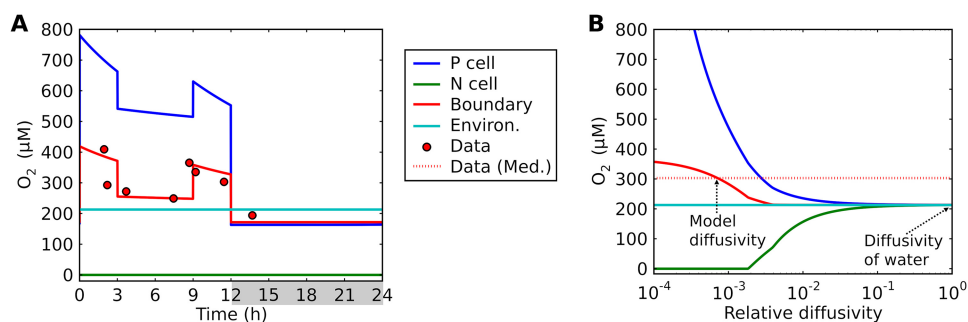 A
800
700
600
500
400
300
200
100
0
O2 (μM)
0 3 6 9 12 15 18 21 24
Time (h)
P cell
N cell
Boundary
Environ.
Data
Data (Med.)
B
800
700
600
500
400
300
200
100
0
O2 (μM)
Model
diffusivity
Diffusivity
of water
10-4 10-3 10-2 10-1 100
Relative diffusivity